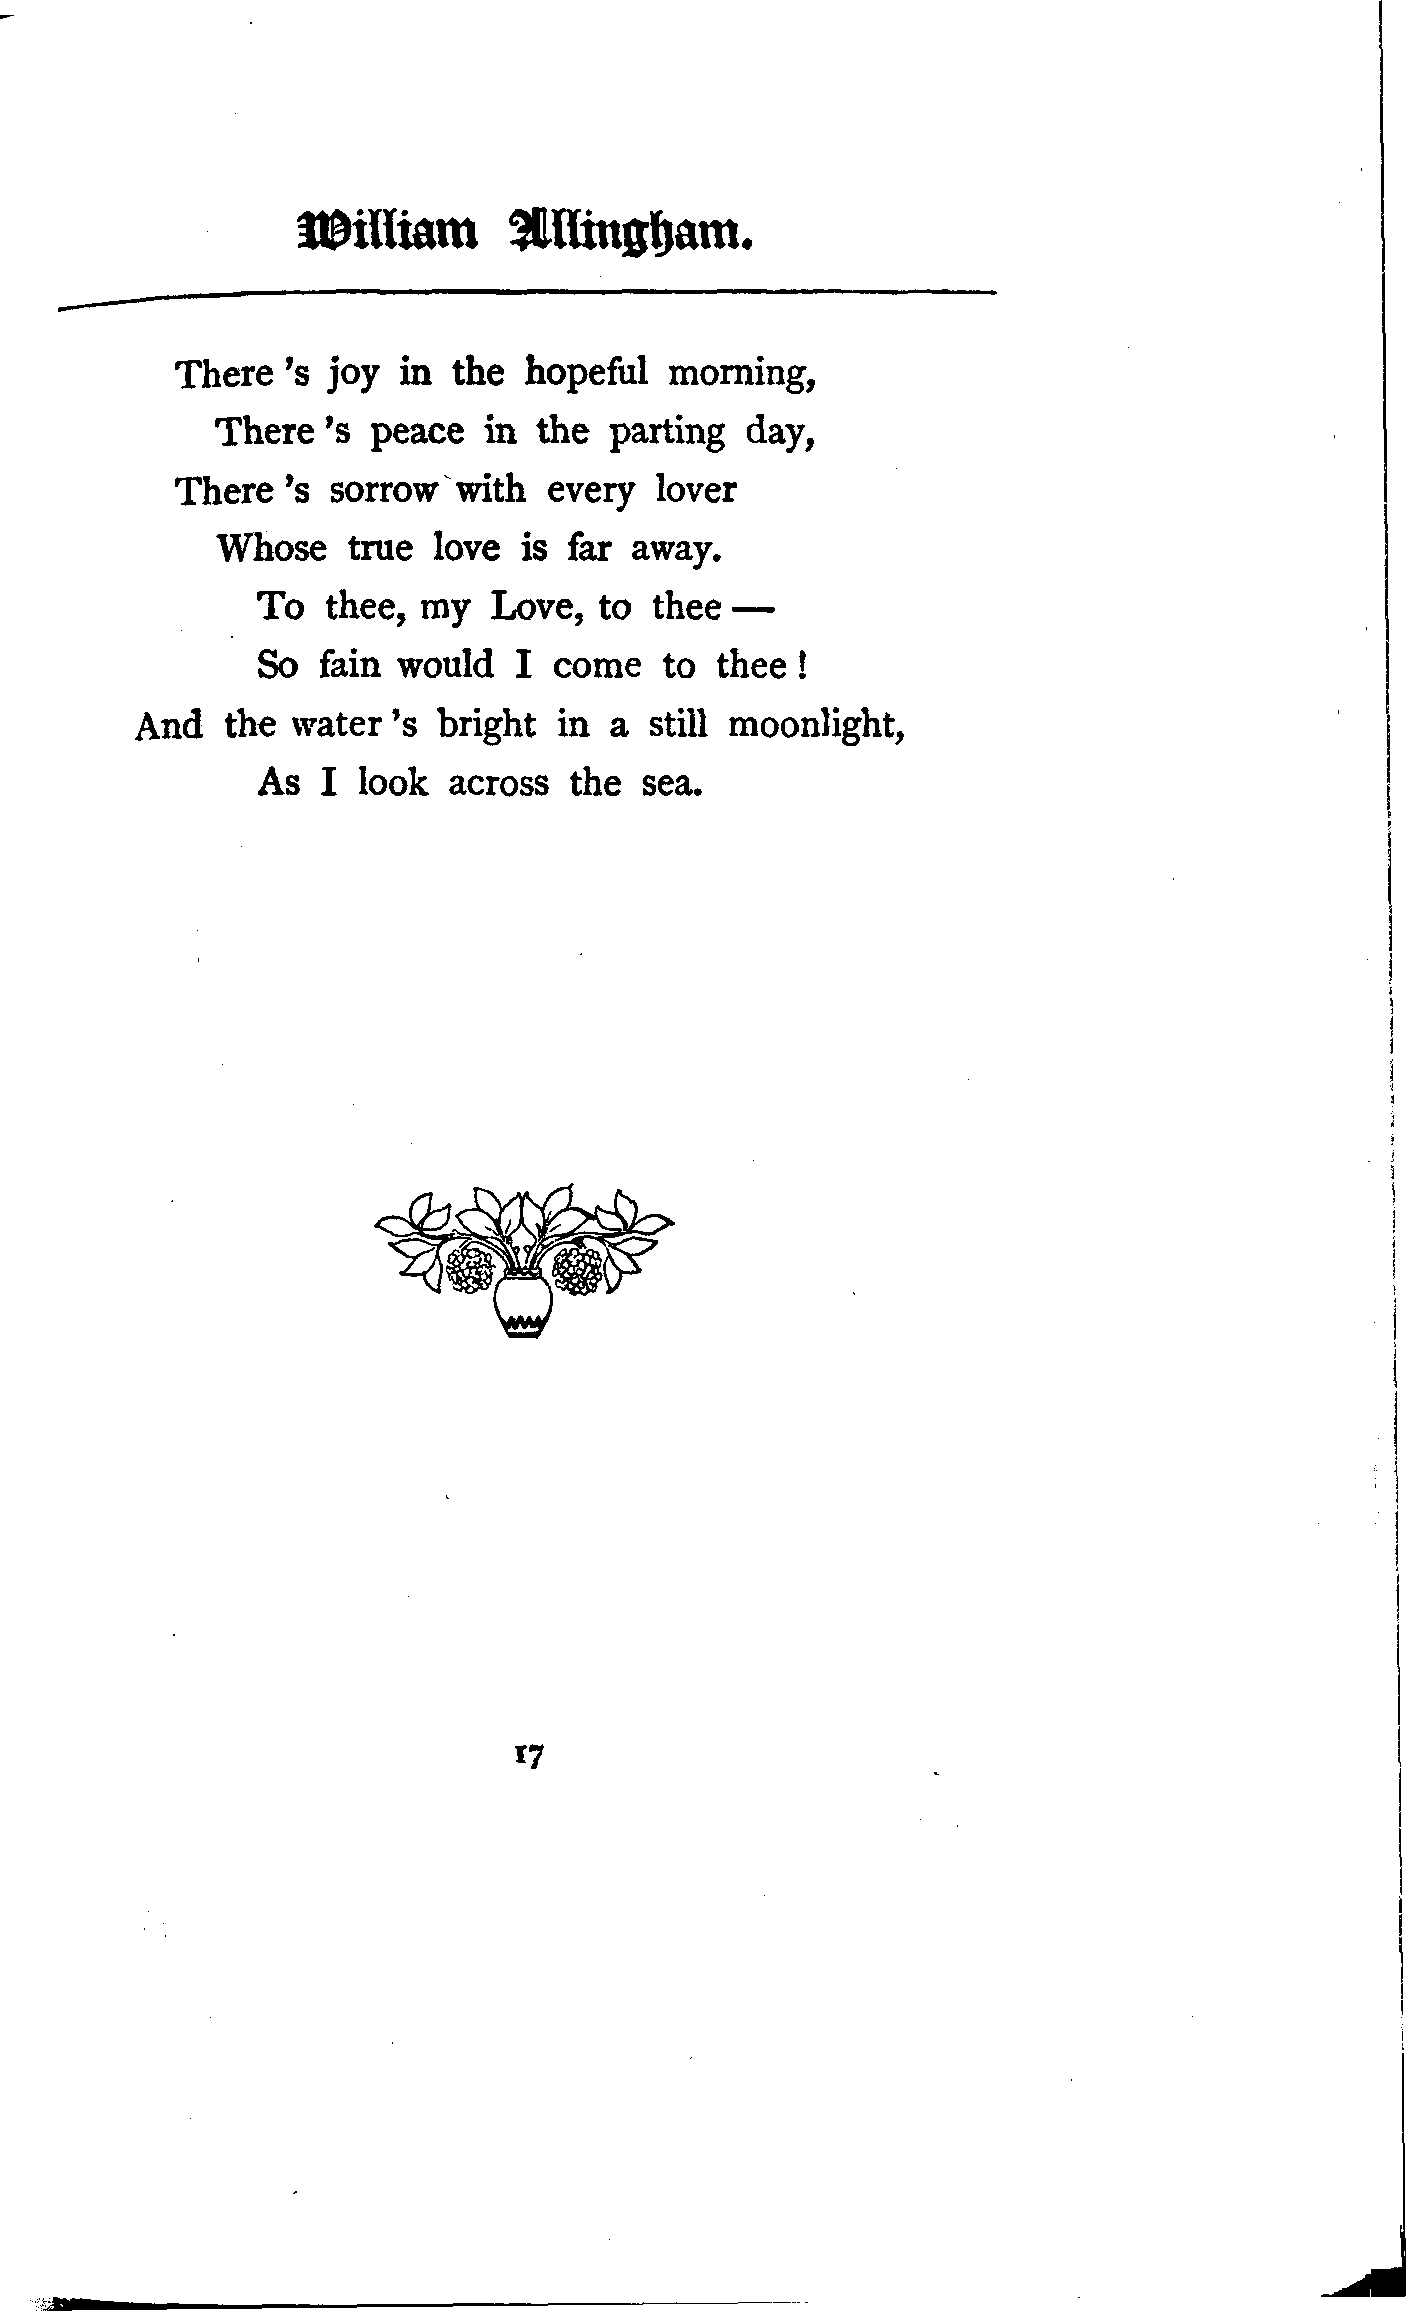 William Allingham.
There 's joy in the hopeful morning,
There 's peace in the parting day,
There 's sorrow with every lover
Whose true love is far away.
To thee, my Love, to thee —
So fain would I come to thee !
And the water 's bright in a still moonlight,
As I look across the sea.
17